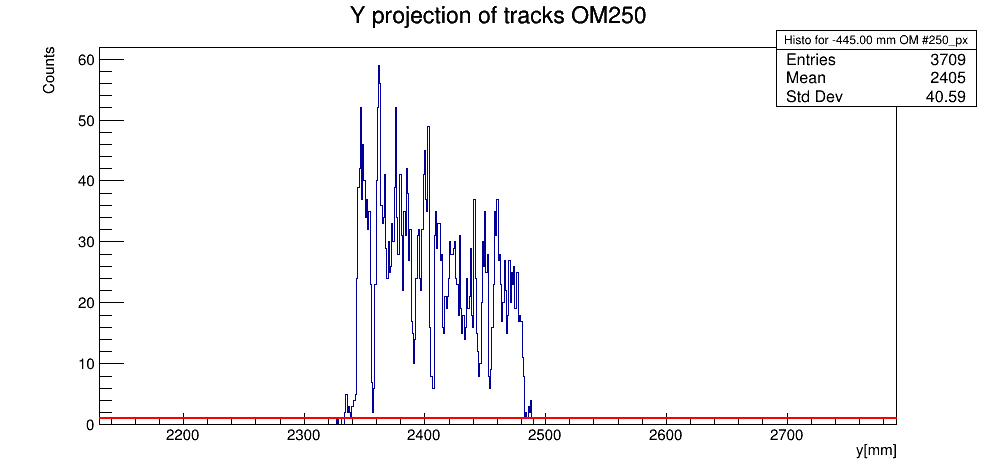 Y projection of tracks OM250
Histo for -445.00 mm OM #250_px
Entries 3709
Mean 2405
Std Dev 40.59
Counts
60
50
40
30
20
10
0
2200 2300 2400 2500 2600 2700
y[mm]